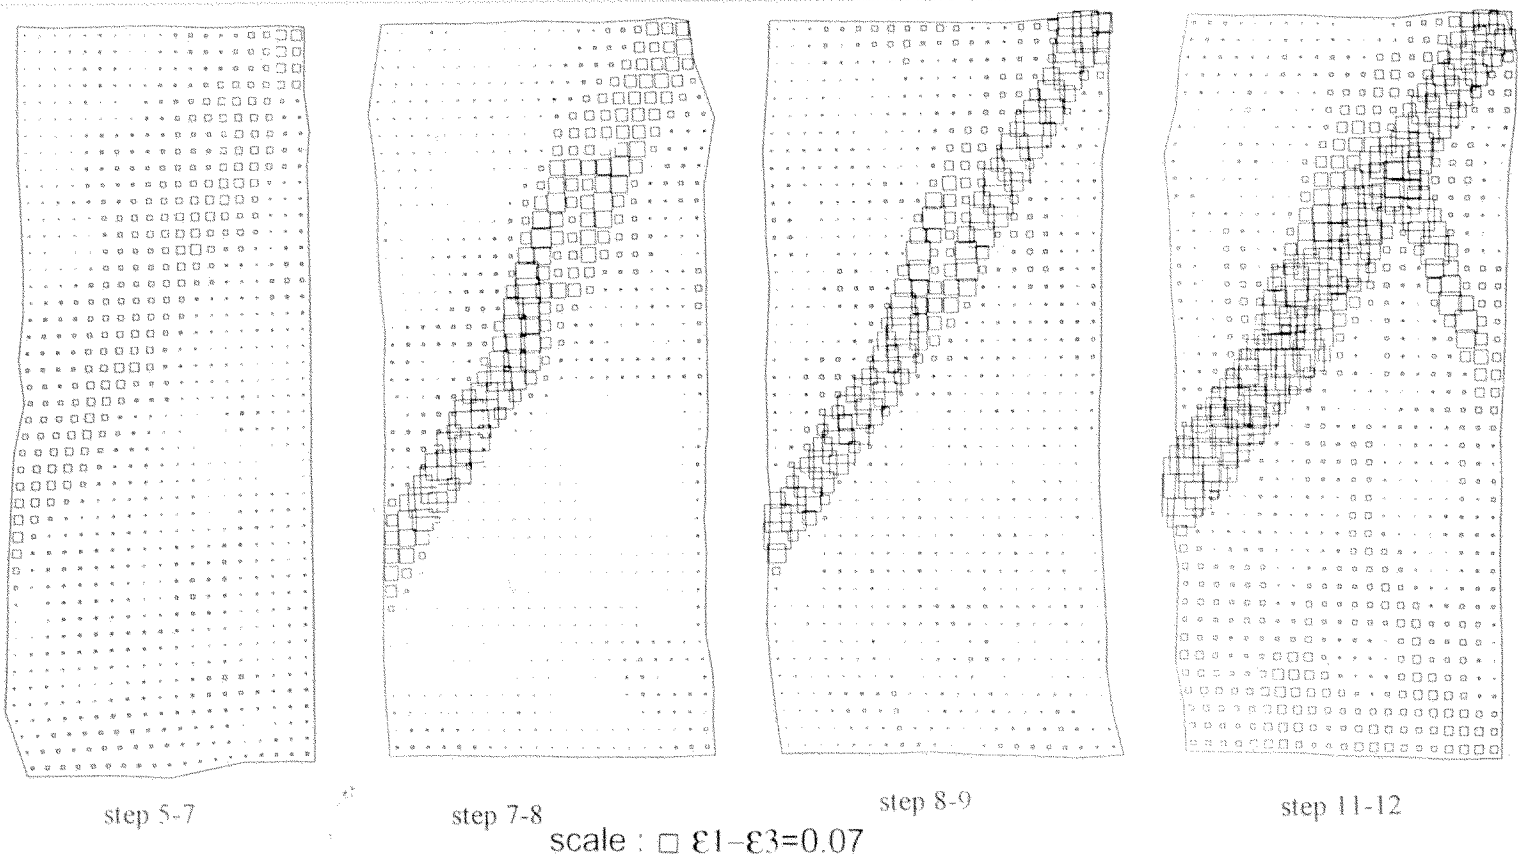 step 5-7
step 7-8
step 8-9
step 11-12
scale : □ ε1–ε3=0.07